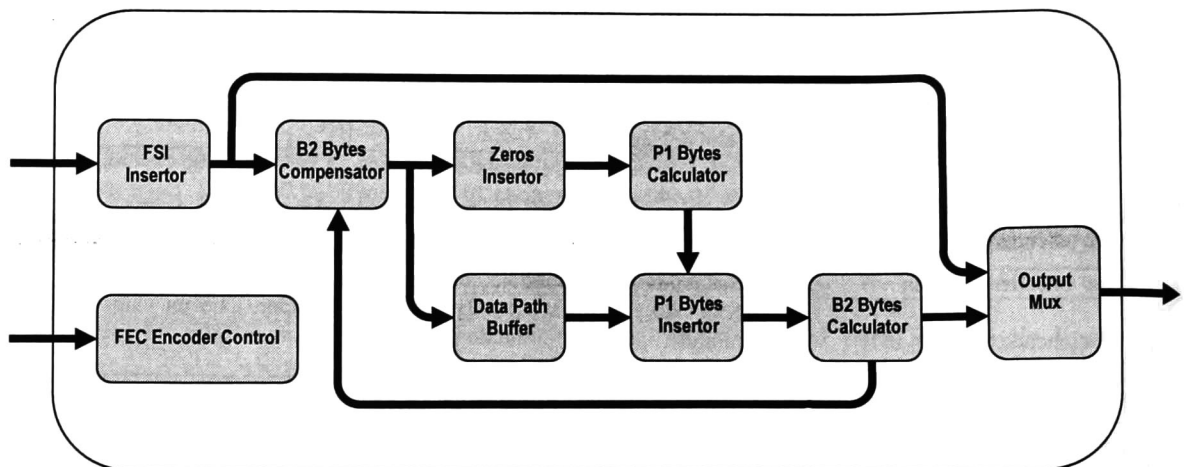 FSI
Insertor
B2 Bytes
Compensator
Zeros
Insertor
P1 Bytes
Calculator
FEC Encoder Control
Data Path
Buffer
P1 Bytes
Insertor
B2 Bytes
Calculator
Output
Mux